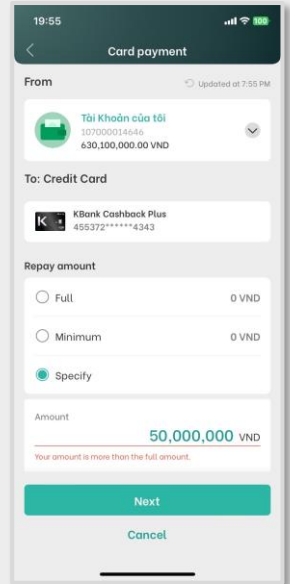 19:55
100
Card payment
From
Updated at 7:55 PM
Tài Khoản của tôi
107000014646
630,100,000.00 VND
To: Credit Card
K
KBank Cashback Plus
455372******4343
Repay amount
Full 0 VND
Minimum 0 VND
Specify
Amount
50,000,000 VND
Your amount is more than the full amount.
Next
Cancel